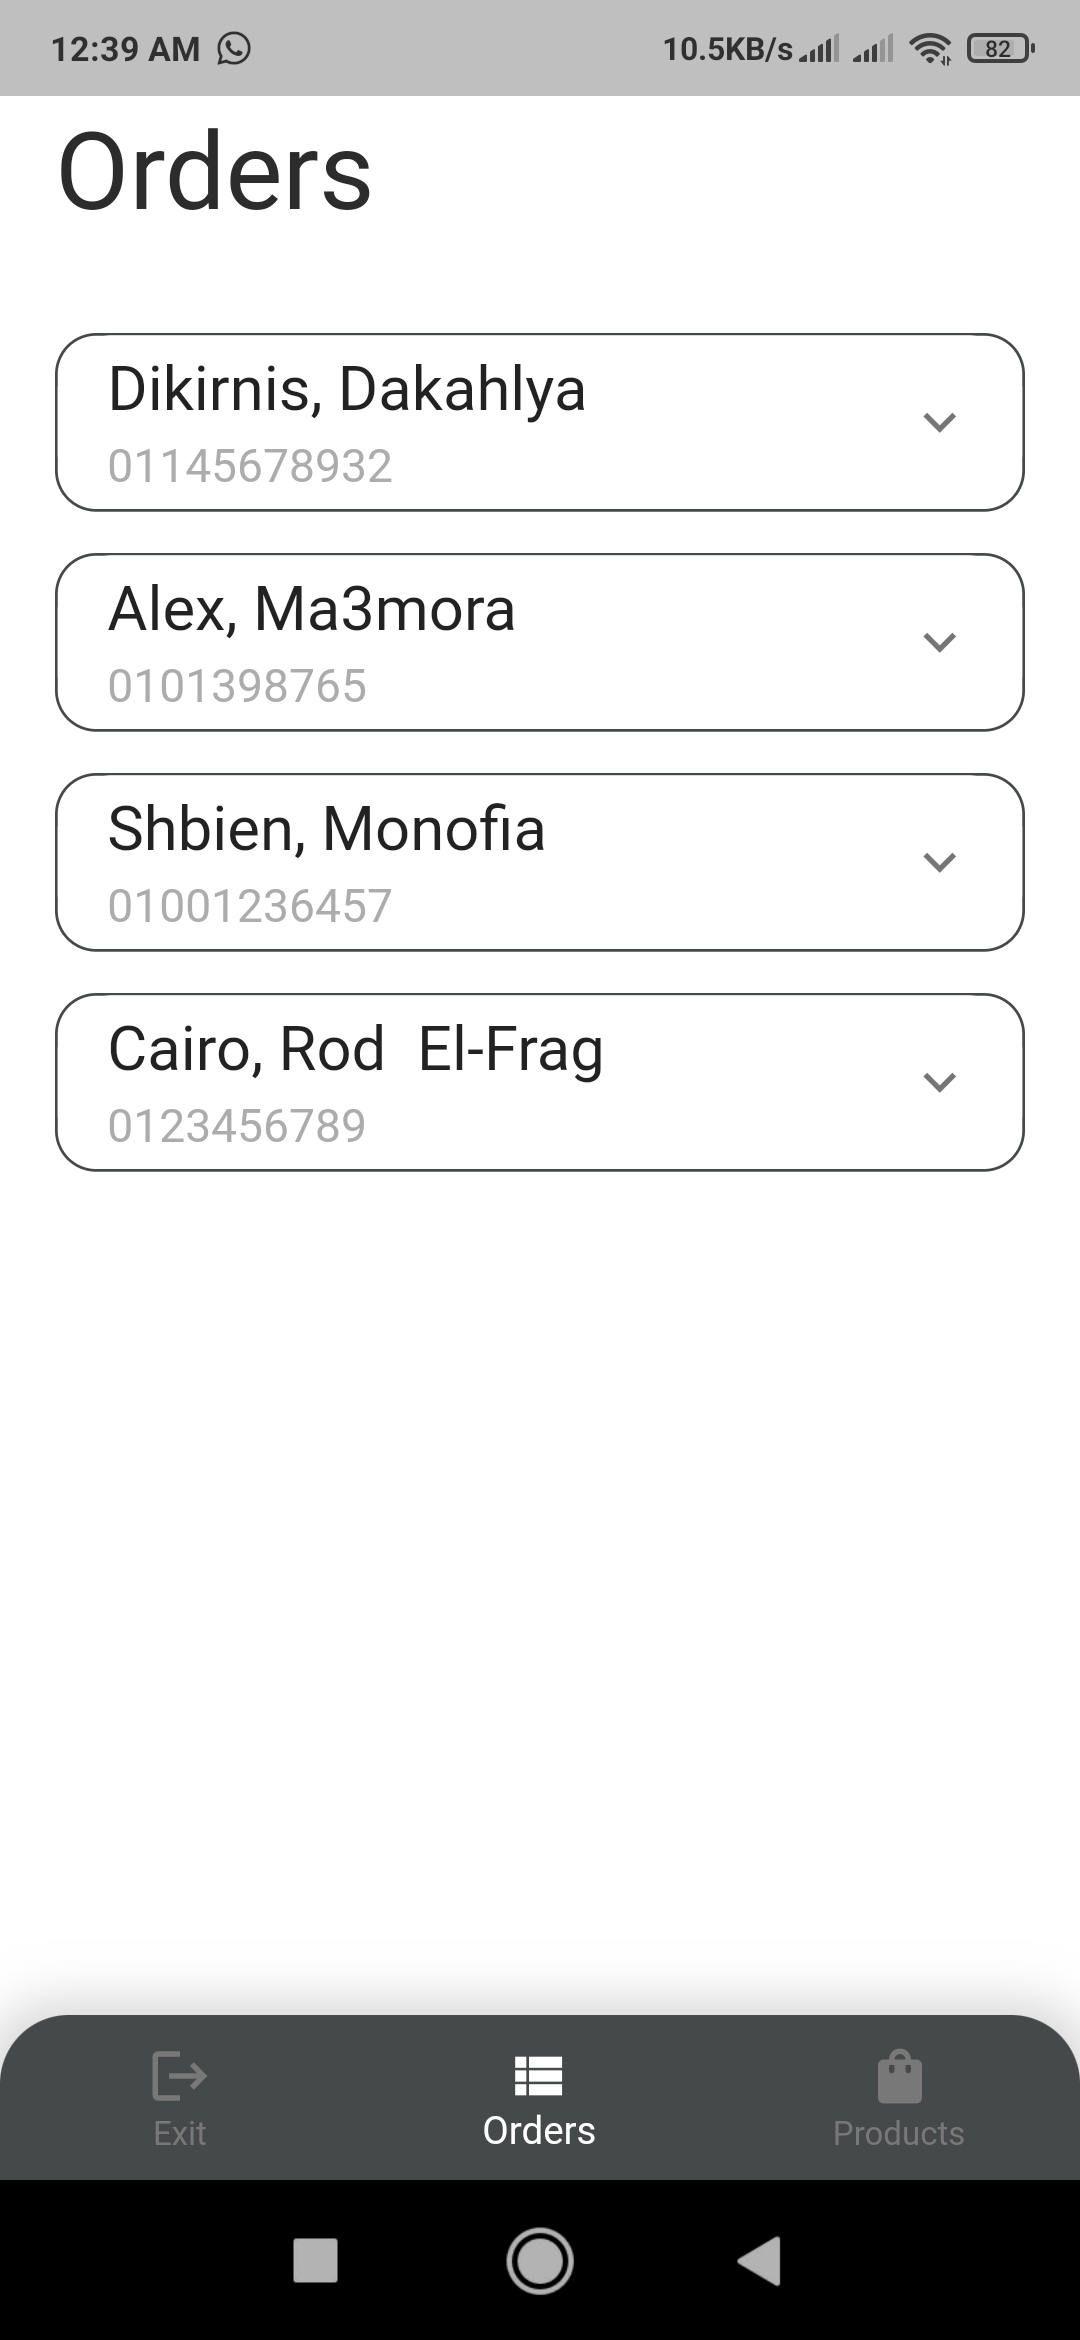 12:39 AM 10.5KB/s 82
Orders
Dikirnis, Dakahlya
01145678932
Alex, Ma3mora
0101398765
Shbien, Monofia
01001236457
Cairo, Rod  El-Frag
0123456789
Exit Orders Products